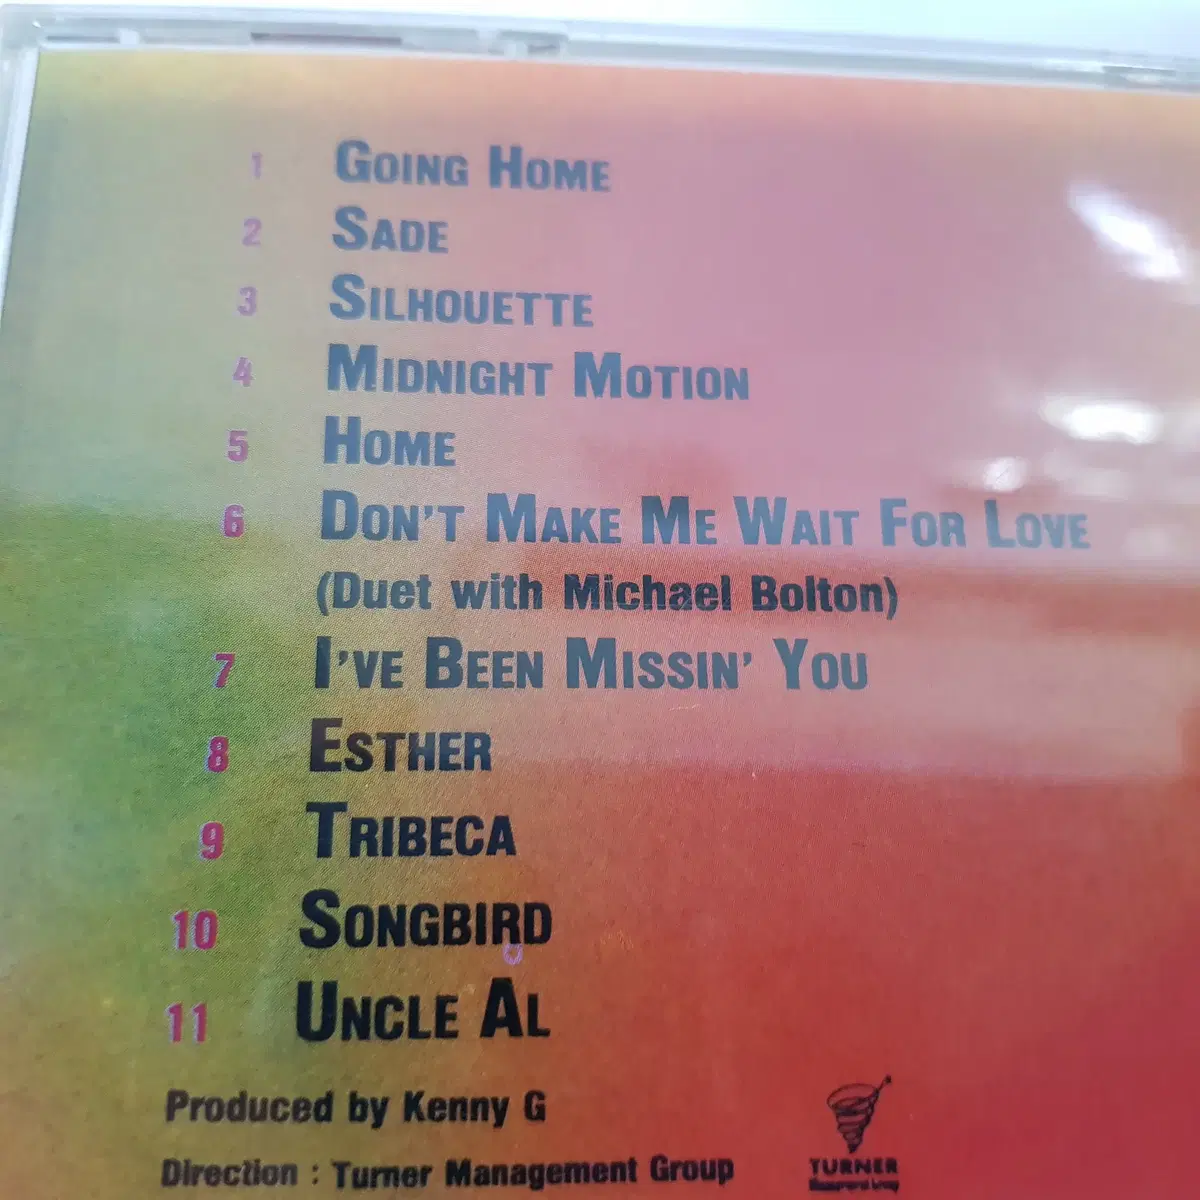 1 GOING HOME
2 SADE
3 SILHOUETTE
4 MIDNIGHT MOTION
5 HOME
6 DON'T MAKE ME WAIT FOR LOVE
(Duet with Michael Bolton)
7 I'VE BEEN MISSIN' YOU
8 ESTHER
9 TRIBECA
10 SONGBIRD
11 UNCLE AL
Produced by Kenny G
Direction : Turner Management Group
TURNER